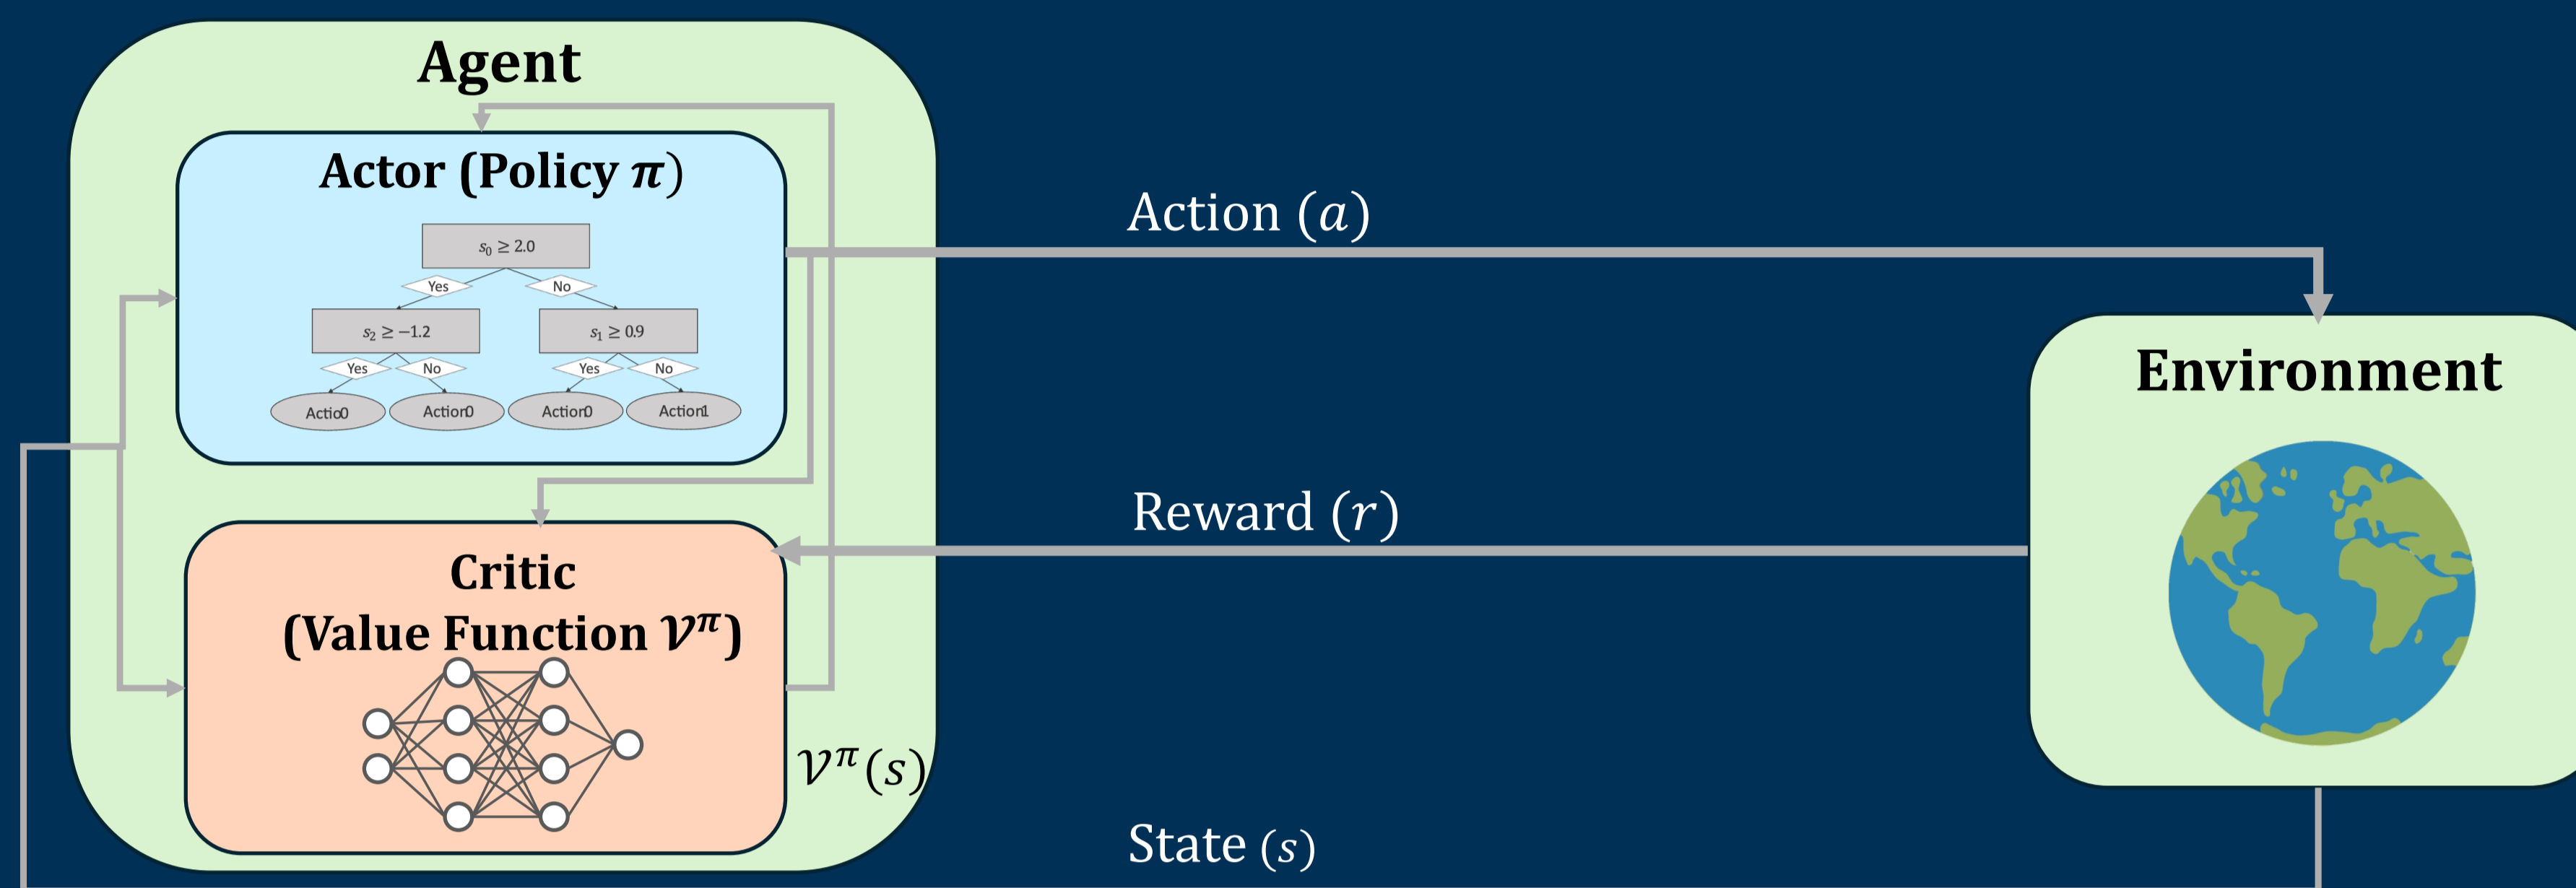 Agent
Actor (Policy π)
s₀ ≥ 2.0
Yes
No
s₂ ≥ −1.2
s₁ ≥ 0.9
Yes
No
Yes
No
Actio0
Action0
Action0
Action1
Critic
(Value Function 𝒱^π)
𝒱^π(s)
Action (a)
Reward (r)
State (s)
Environment